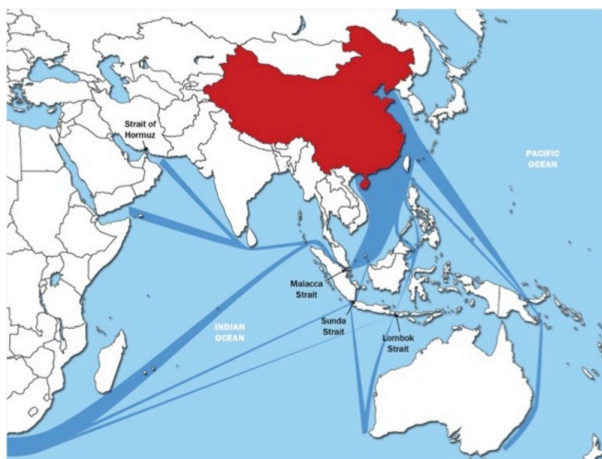 Strait of
Hormuz
PACIFIC
OCEAN
Malacca
Strait
INDIAN
OCEAN
Sunda
Strait
Lombok
Strait